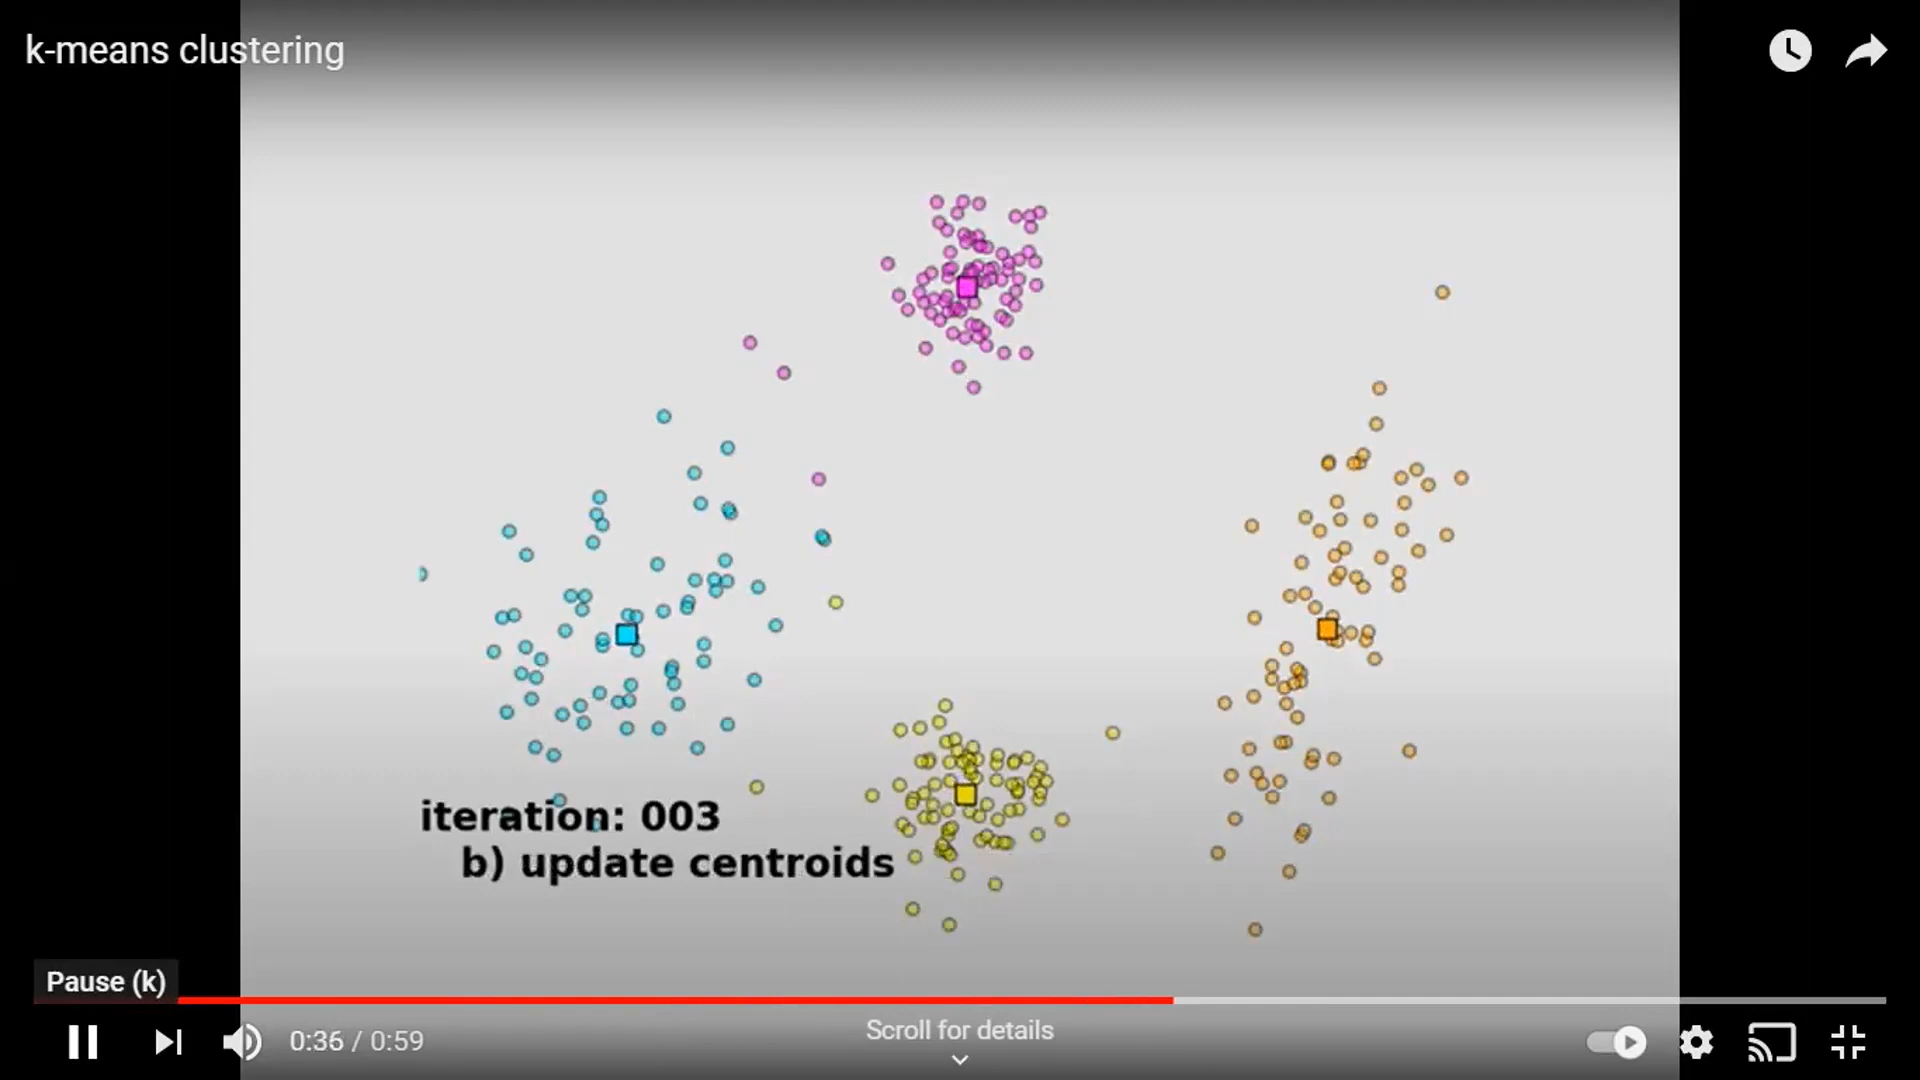 k-means clustering
iteration: 003
b) update centroids
Pause (k)
0:36 / 0:59
Scroll for details